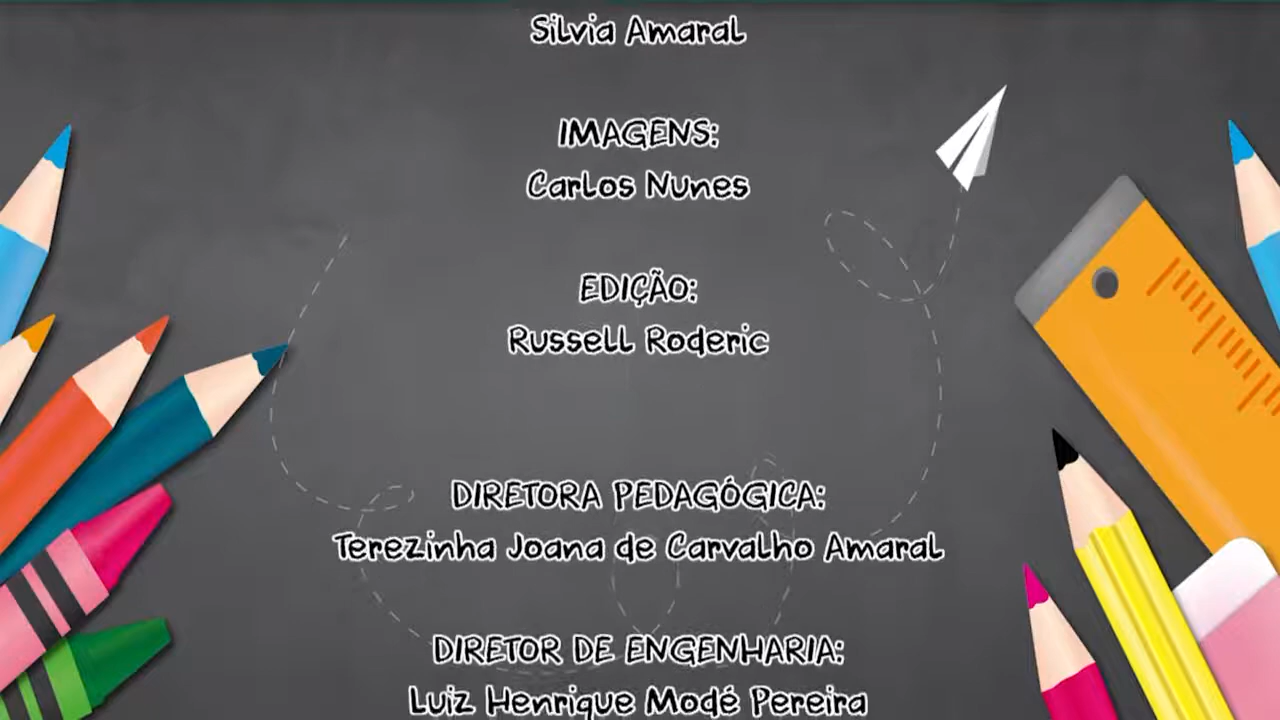 Silvia Amaral
IMAGENS:
Carlos Nunes
EDIÇÃO:
Russell Roderic
DIRETORA PEDAGÓGICA:
Terezinha Joana de Carvalho Amaral
DIRETOR DE ENGENHARIA:
Luiz Henrique Modé Pereira